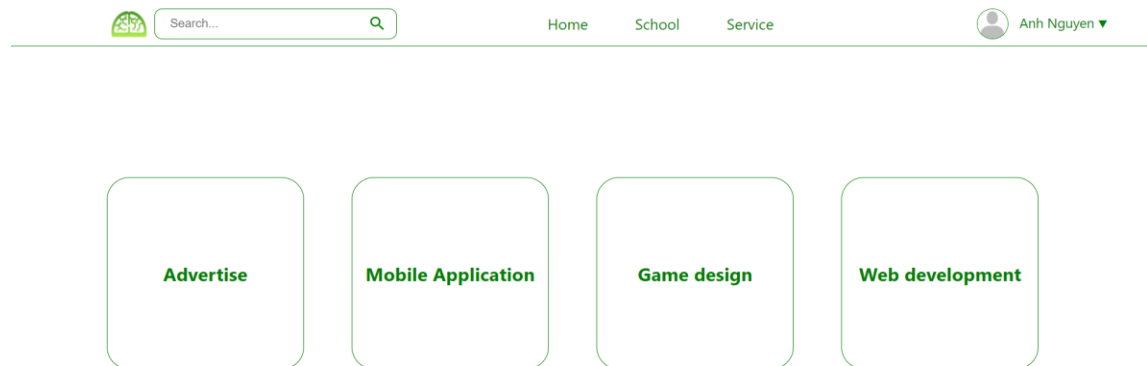 Search...
Home School Service
Anh Nguyen ▼
Advertise
Mobile Application
Game design
Web development